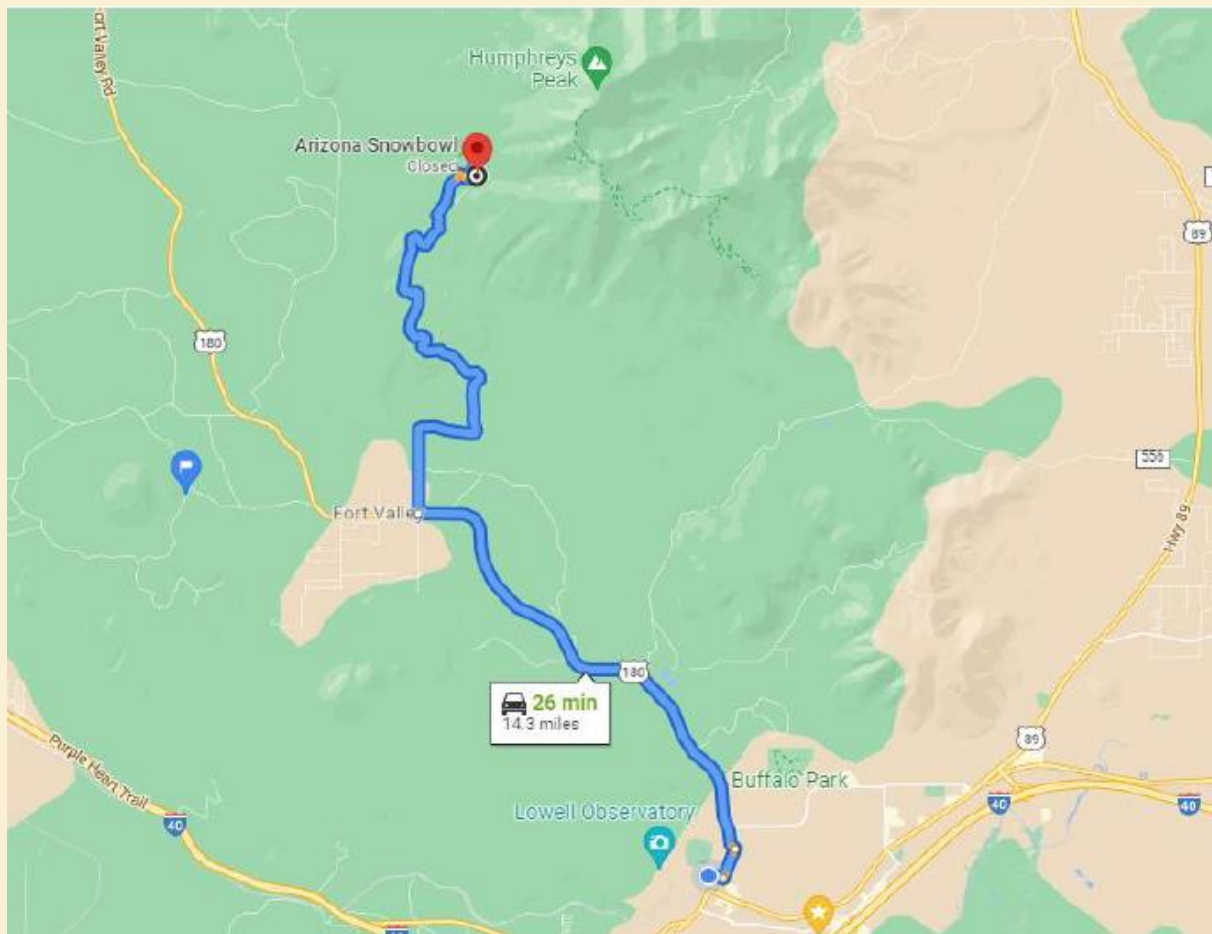 Fort Valley Rd
Humphreys
Peak
Arizona Snowbowl
Closed
89
180
556
Fort Valley
Hwy 89
180
26 min
14.3 miles
89
Purple Heart Trail
Buffalo Park
40
40
40
Lowell Observatory